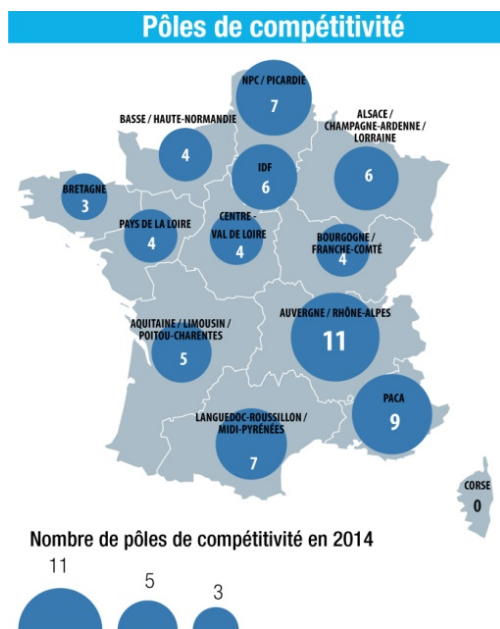 Pôles de compétitivité
NPC / PICARDIE
7
BASSE / HAUTE-NORMANDIE
4
ALSACE /
CHAMPAGNE-ARDENNE /
LORRAINE
6
IDF
6
BRETAGNE
3
PAYS DE LA LOIRE
4
CENTRE -
VAL DE LOIRE
4
BOURGOGNE /
FRANCHE-COMTÉ
4
AUVERGNE / RHÔNE-ALPES
11
AQUITAINE / LIMOUSIN /
POITOU-CHARENTES
5
PACA
9
LANGUEDOC-ROUSSILLON /
MIDI-PYRÉNÉES
7
CORSE
0
Nombre de pôles de compétitivité en 2014
11
5
3